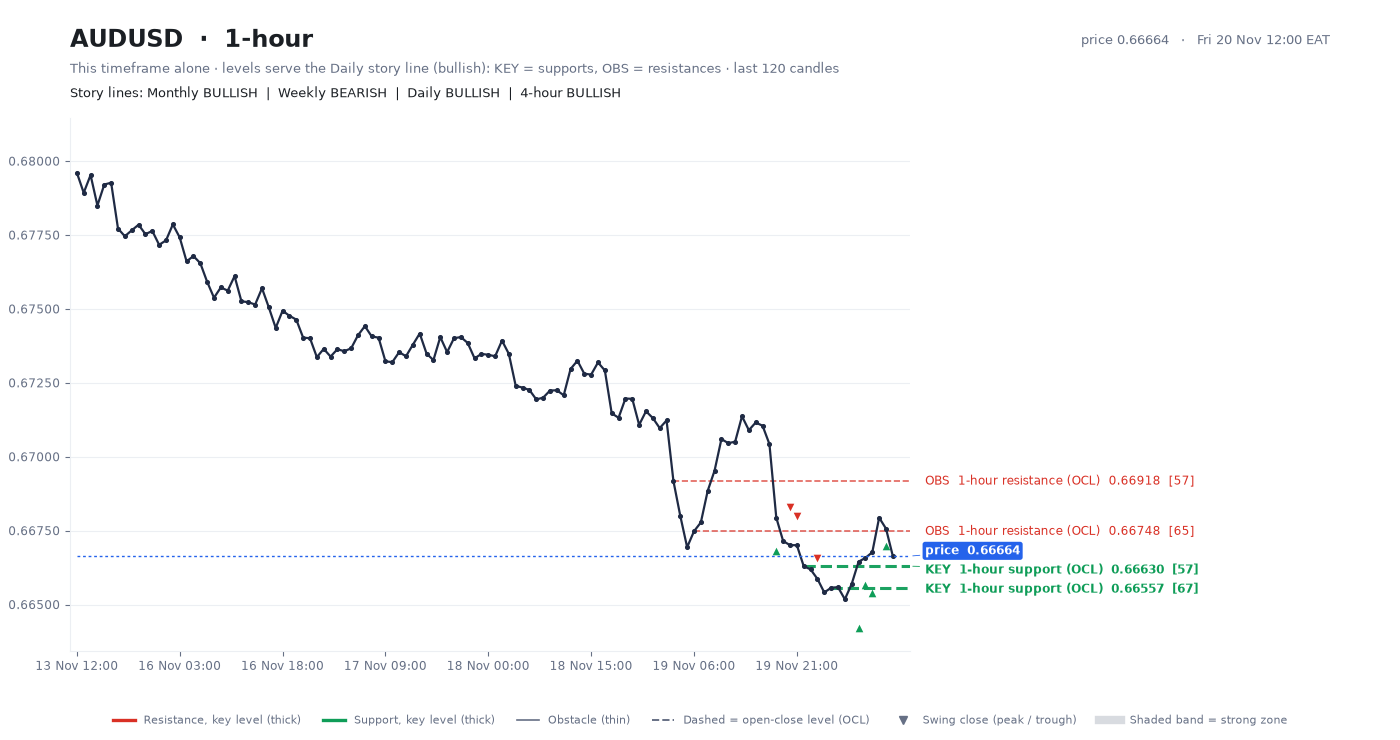 AUDUSD · 1-hour
price 0.66664 · Fri 20 Nov 12:00 EAT
This timeframe alone · levels serve the Daily story line (bullish): KEY = supports, OBS = resistances · last 120 candles
Story lines: Monthly BULLISH | Weekly BEARISH | Daily BULLISH | 4-hour BULLISH
0.68000
0.67750
0.67500
0.67250
0.67000
0.66750
0.66500
OBS 1-hour resistance (OCL) 0.66918 [57]
OBS 1-hour resistance (OCL) 0.66748 [65]
price 0.66664
KEY 1-hour support (OCL) 0.66630 [57]
KEY 1-hour support (OCL) 0.66557 [67]
13 Nov 12:00 16 Nov 03:00 16 Nov 18:00 17 Nov 09:00 18 Nov 00:00 18 Nov 15:00 19 Nov 06:00 19 Nov 21:00
Resistance, key level (thick) Support, key level (thick) Obstacle (thin) Dashed = open-close level (OCL) Swing close (peak / trough) Shaded band = strong zone